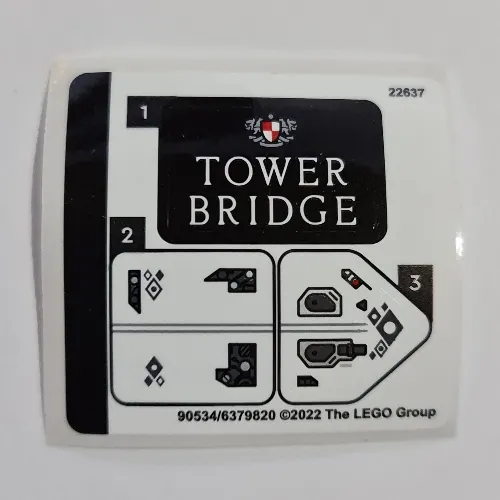 22637
1
TOWER
BRIDGE
2
3
90534/6379820 ©2022 The LEGO Group